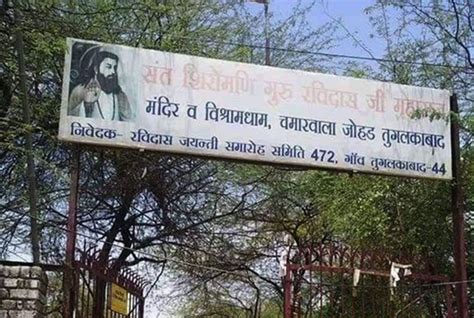 संत शिरोमणि गुरु रविदास जी महाराज
मंदिर व विश्रामधाम, चमारवाला जोहड तुगलकाबाद
निवेदक- रविदास जयन्ती समारोह समिति 472, गाँव तुगलकाबाद-44